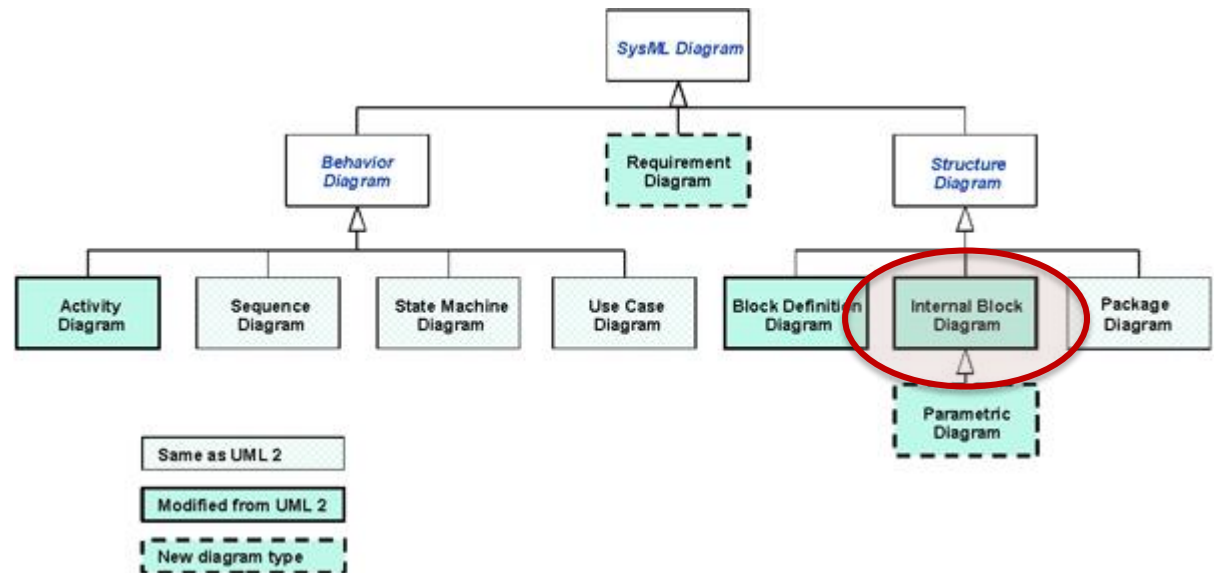 SysML Diagram
Behavior
Diagram
Requirement
Diagram
Structure
Diagram
Activity
Diagram
Sequence
Diagram
State Machine
Diagram
Use Case
Diagram
Block Definition
Diagram
Internal Block
Diagram
Package
Diagram
Parametric
Diagram
Same as UML 2
Modified from UML 2
New diagram type